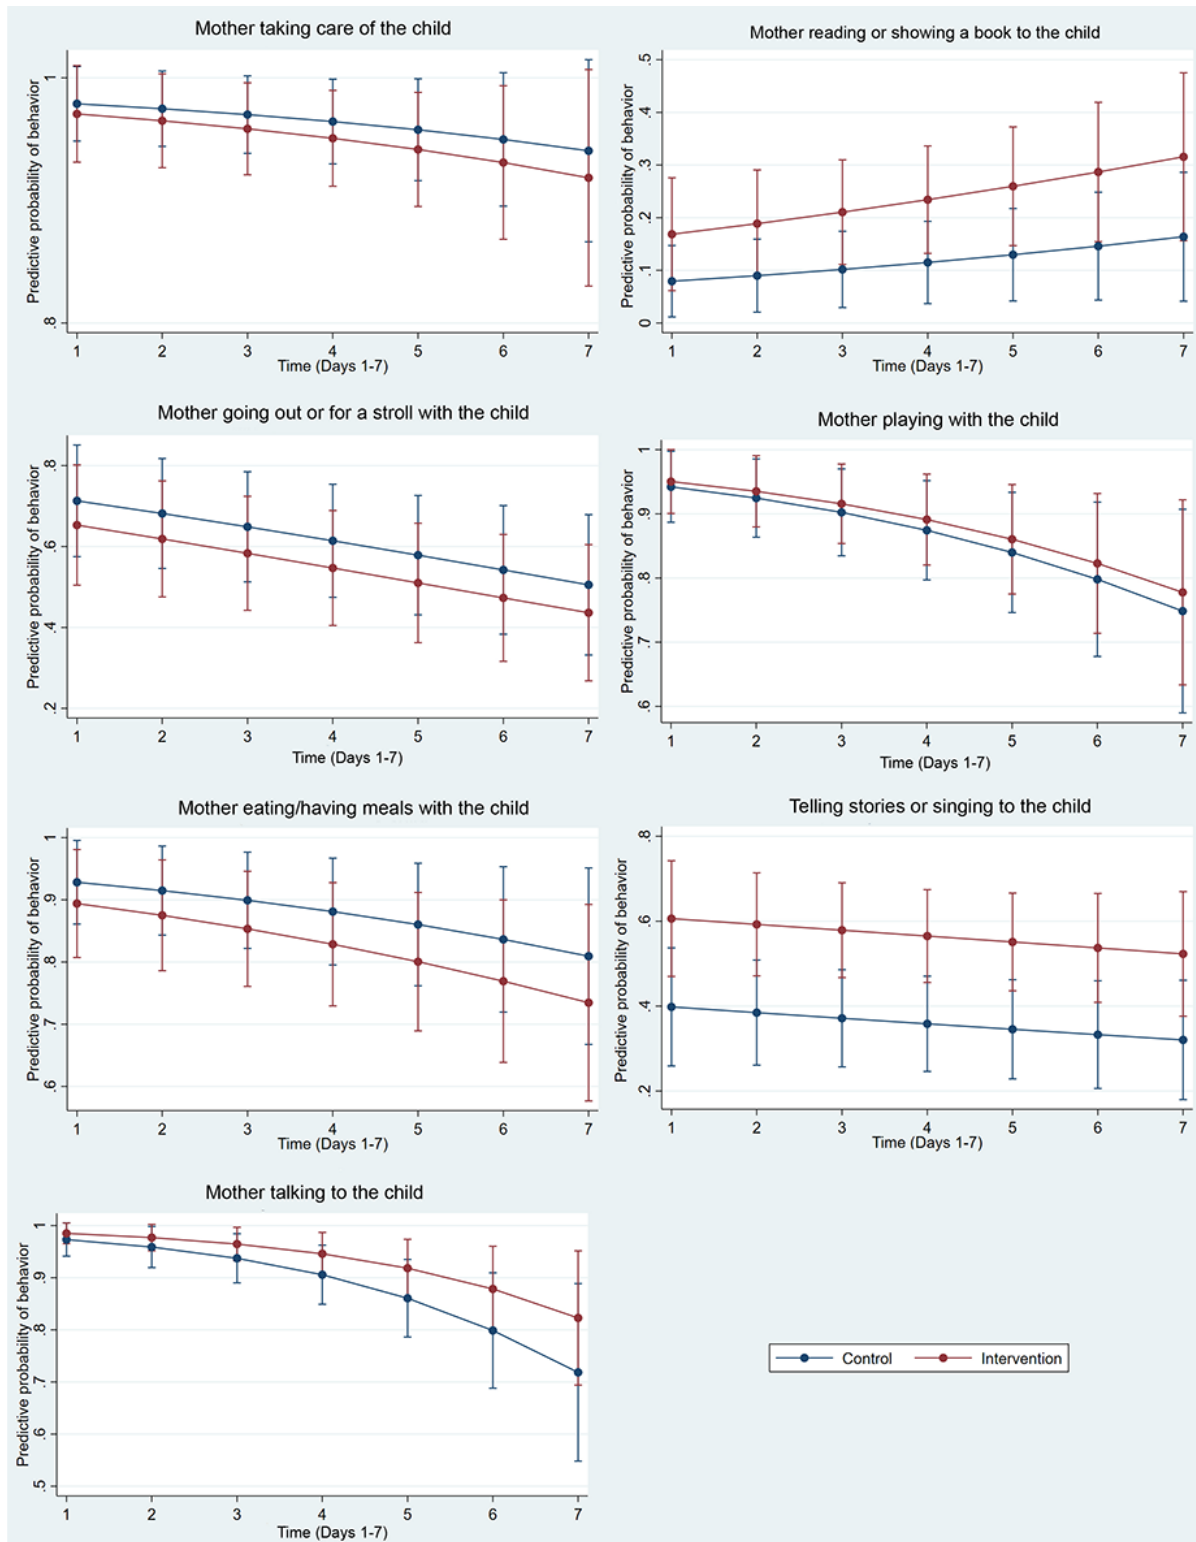 Mother taking care of the child
Predictive probability of behavior
1
.8
1 2 3 4 5 6 7
Time (Days 1-7)
Mother reading or showing a book to the child
Predictive probability of behavior
.5
.4
.3
.2
.1
0
1 2 3 4 5 6 7
Time (Days 1-7)
Mother going out or for a stroll with the child
Predictive probability of behavior
.8
.6
.4
.2
1 2 3 4 5 6 7
Time (Days 1-7)
Mother playing with the child
Predictive probability of behavior
1
.9
.8
.7
.6
1 2 3 4 5 6 7
Time (Days 1-7)
Mother eating/having meals with the child
Predictive probability of behavior
1
.9
.8
.7
.6
1 2 3 4 5 6 7
Time (Days 1-7)
Telling stories or singing to the child
Predictive probability of behavior
.8
.6
.4
.2
1 2 3 4 5 6 7
Time (Days 1-7)
Mother talking to the child
Predictive probability of behavior
1
.9
.8
.7
.6
.5
1 2 3 4 5 6 7
Time (Days 1-7)
Control Intervention